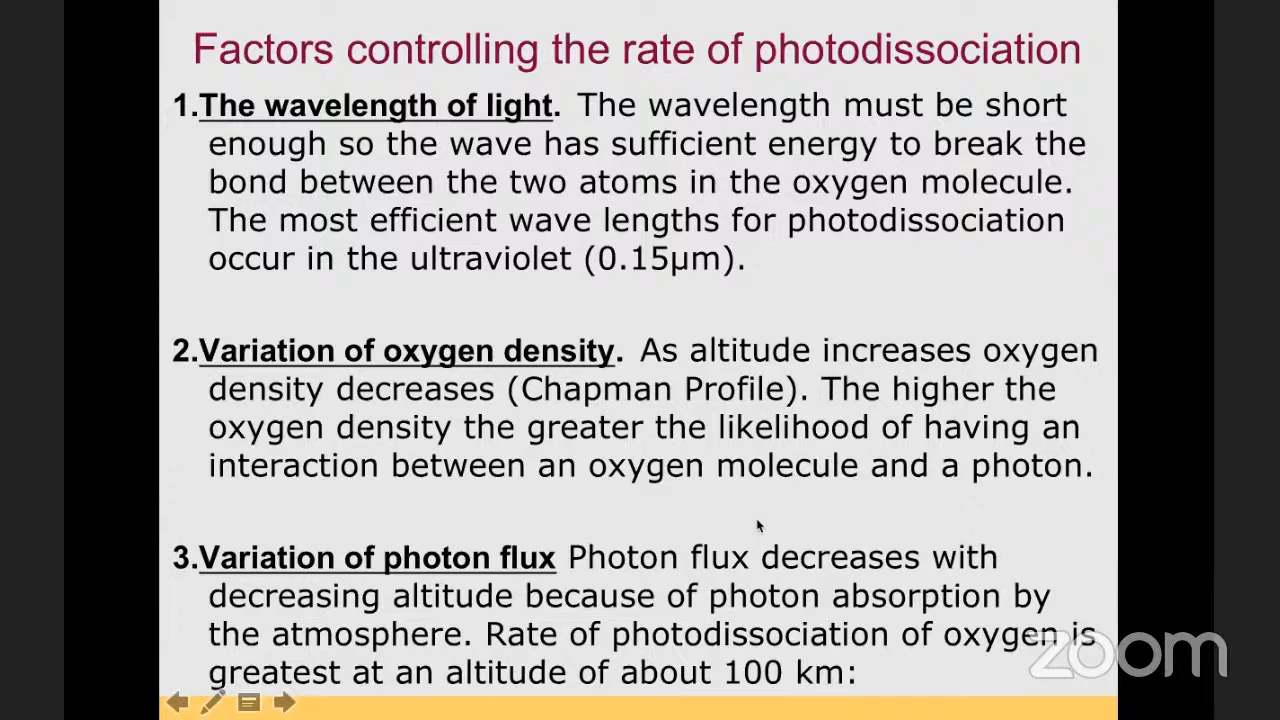 Factors controlling the rate of photodissociation
1.The wavelength of light. The wavelength must be short
enough so the wave has sufficient energy to break the
bond between the two atoms in the oxygen molecule.
The most efficient wave lengths for photodissociation
occur in the ultraviolet (0.15µm).
2.Variation of oxygen density. As altitude increases oxygen
density decreases (Chapman Profile). The higher the
oxygen density the greater the likelihood of having an
interaction between an oxygen molecule and a photon.
3.Variation of photon flux Photon flux decreases with
decreasing altitude because of photon absorption by
the atmosphere. Rate of photodissociation of oxygen is
greatest at an altitude of about 100 km:
zoom